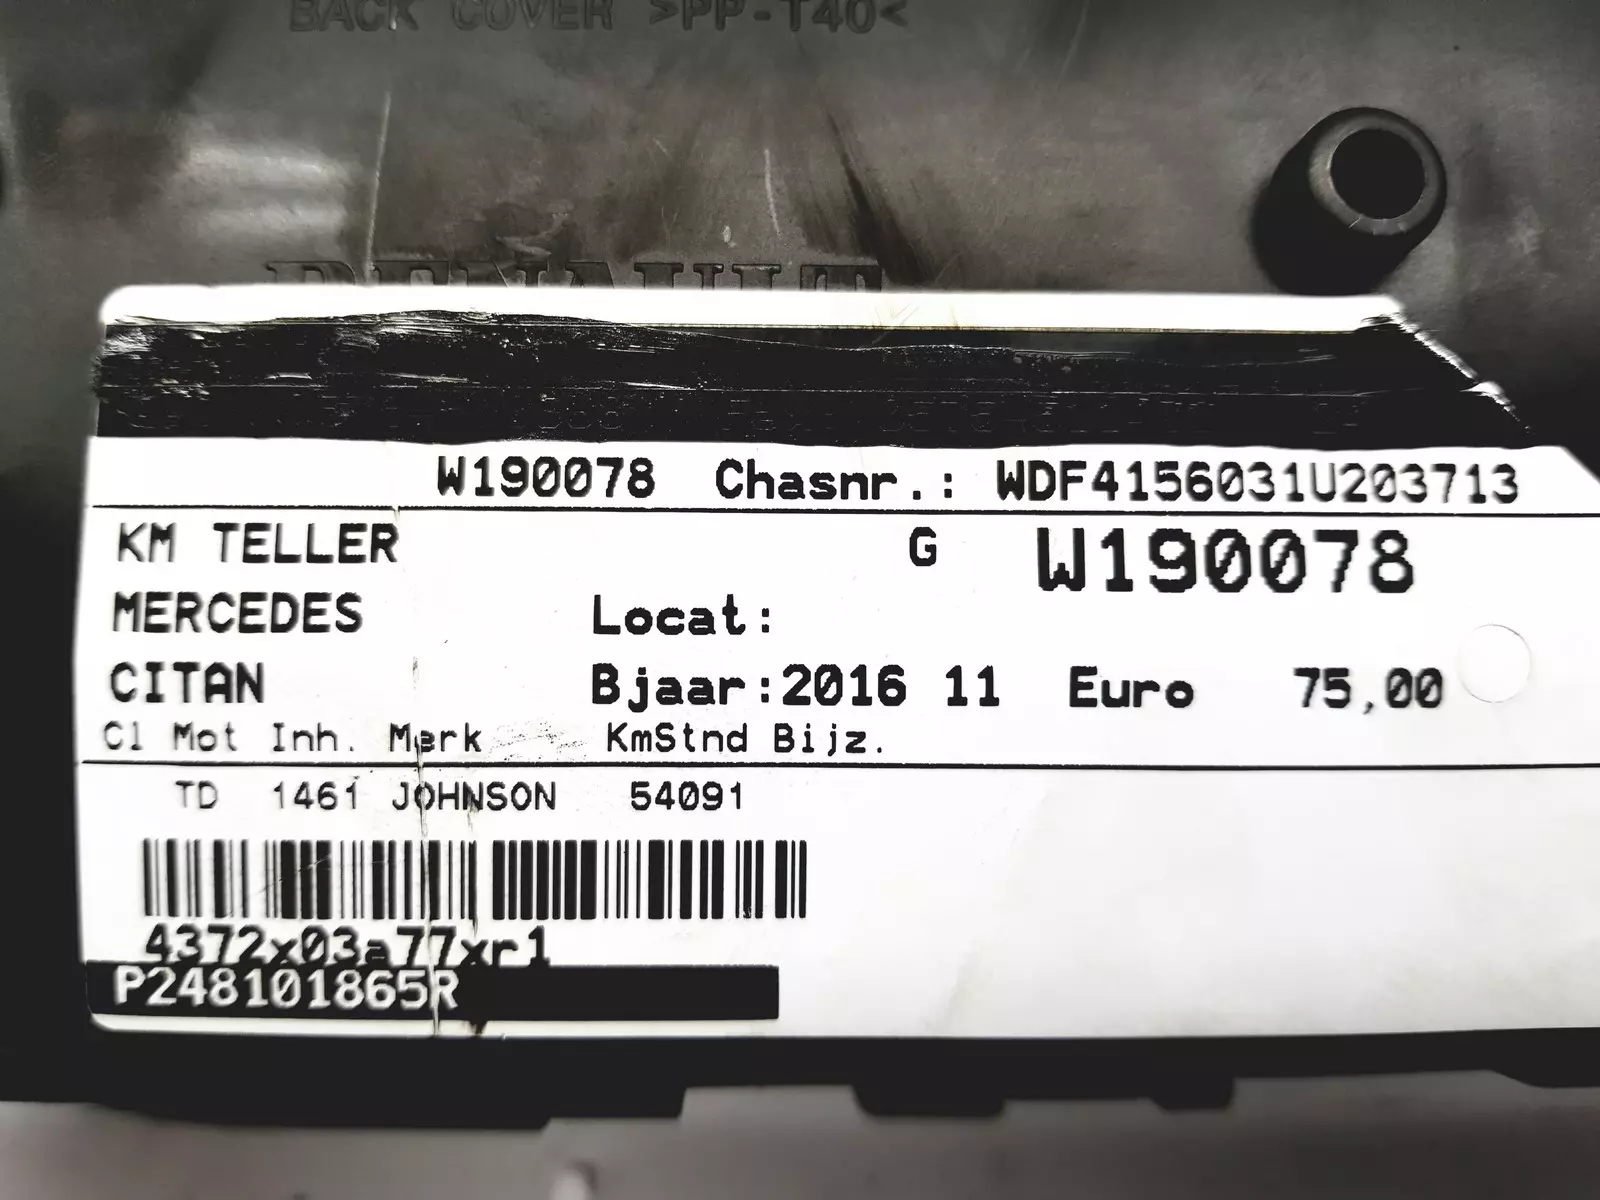 BACK COVER >PP-T40<
RENAULT
W190078 Chasnr.: WDF4156031U203713
KM TELLER G W190078
MERCEDES Locat:
CITAN Bjaar:2016 11 Euro 75,00
Cl Mot Inh. Merk KmStnd Bijz.
TD 1461 JOHNSON 54091
4372x03a77xr1
P248101865R